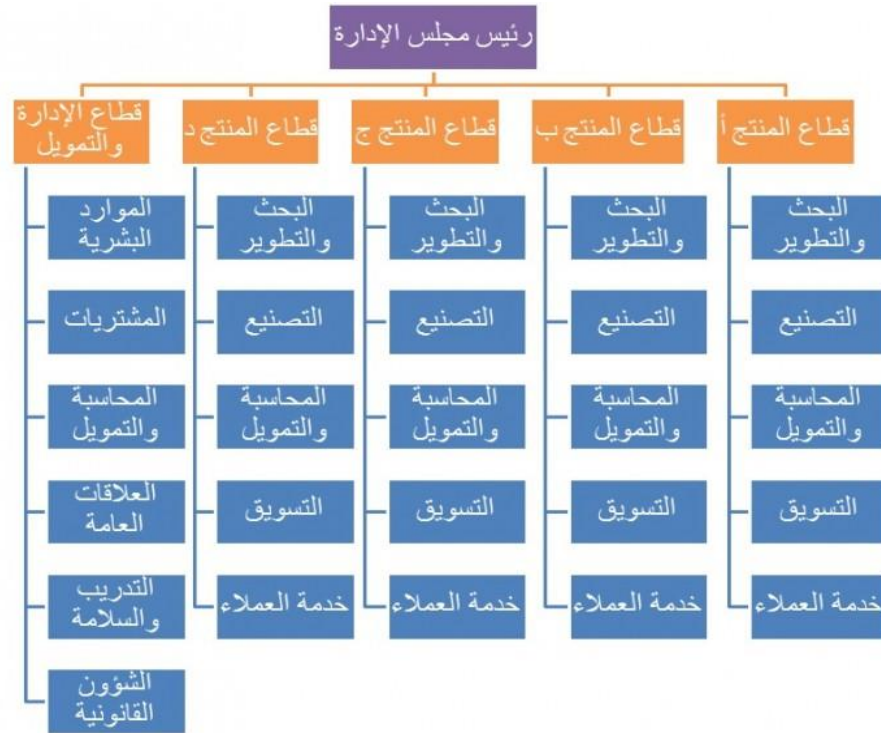 رئيس مجلس الإدارة
قطاع المنتج أ
قطاع المنتج ب
قطاع المنتج ج
قطاع المنتج د
قطاع الإدارة
والتمويل
البحث
والتطوير
البحث
والتطوير
البحث
والتطوير
البحث
والتطوير
الموارد
البشرية
التصنيع
التصنيع
التصنيع
التصنيع
المشتريات
المحاسبة
والتمويل
المحاسبة
والتمويل
المحاسبة
والتمويل
المحاسبة
والتمويل
المحاسبة
والتمويل
التسويق
التسويق
التسويق
التسويق
العلاقات
العامة
خدمة العملاء
خدمة العملاء
خدمة العملاء
خدمة العملاء
التدريب
والسلامة
الشؤون
القانونية